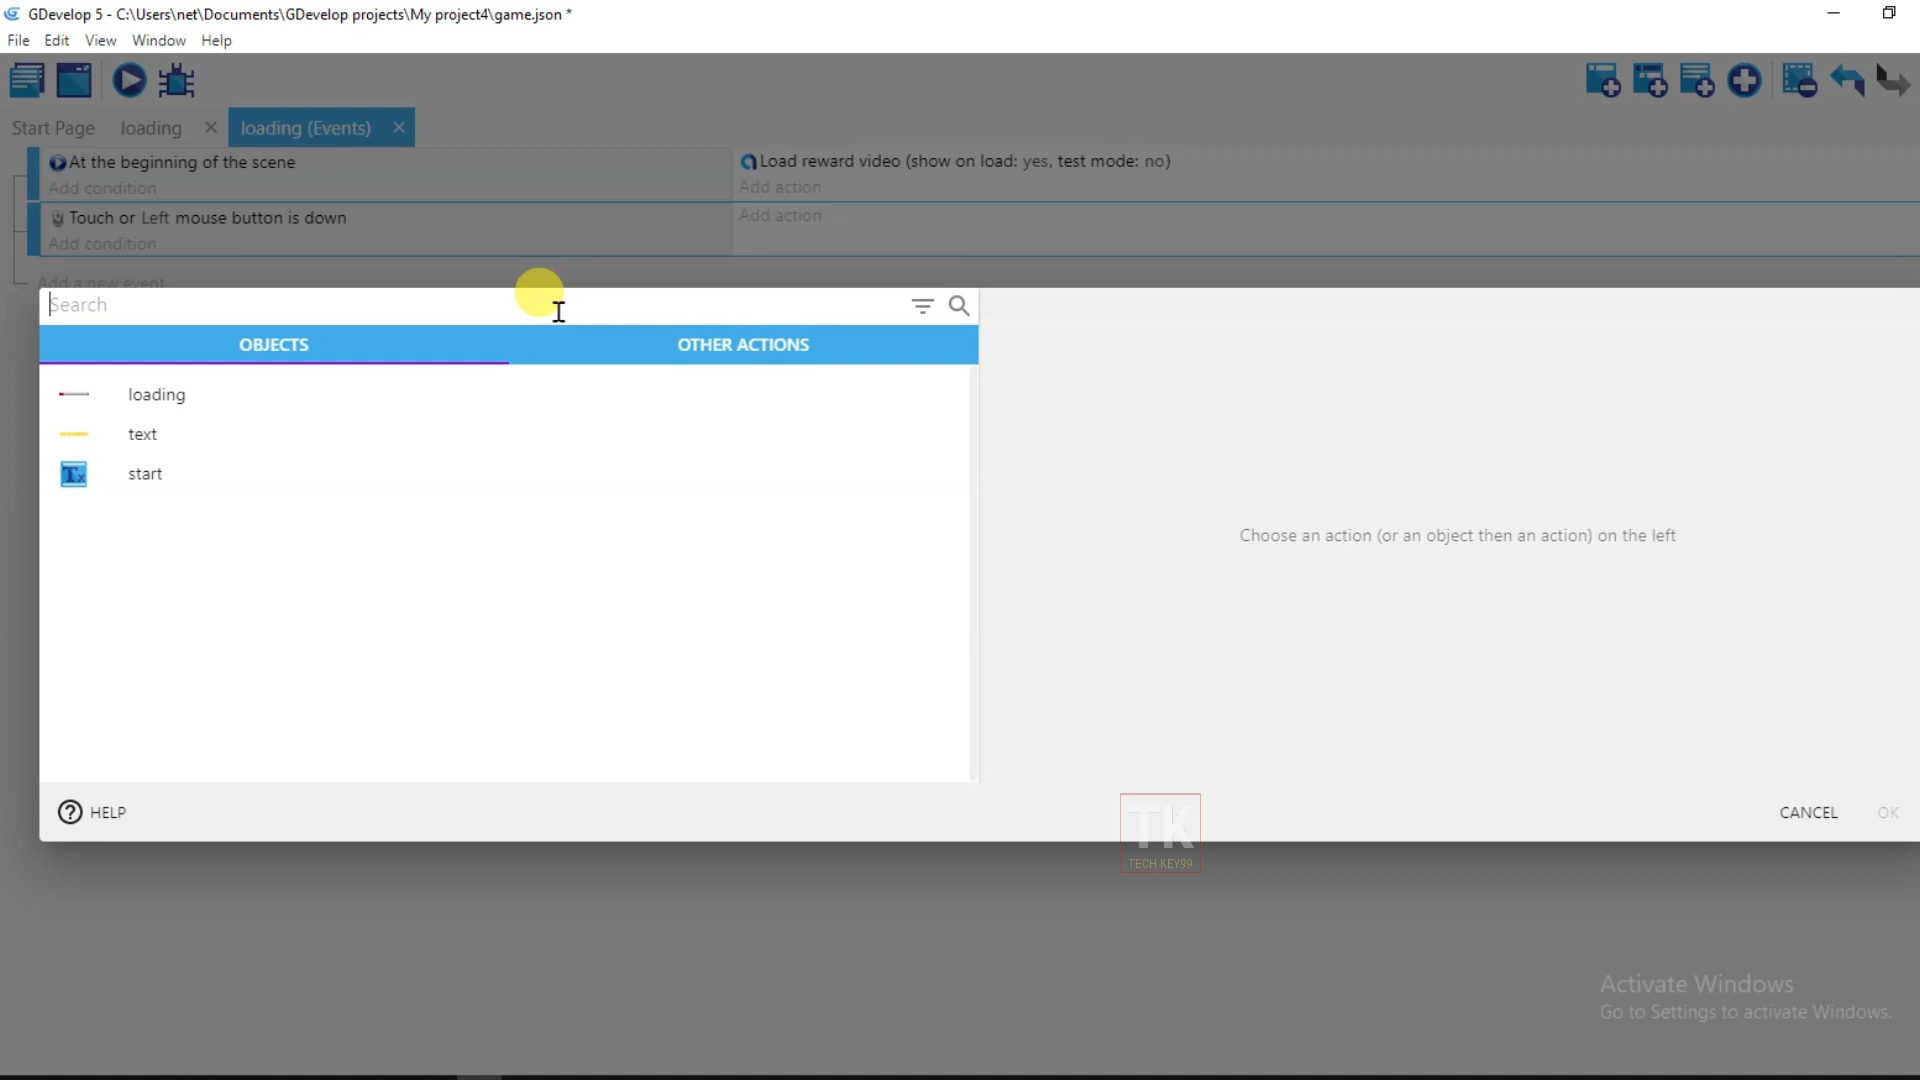 GDevelop 5 - C:\Users\net\Documents\GDevelop projects\My project4\game.json *
File Edit View Window Help
Start Page loading loading (Events)
At the beginning of the scene
Load reward video (show on load: yes, test mode: no)
Add condition
Add action
Touch or Left mouse button is down
Add action
Add condition
Add a new event
Search
OBJECTS OTHER ACTIONS
loading
text
start
Choose an action (or an object then an action) on the left
HELP
CANCEL OK
TK
TECH KEY99
Activate Windows
Go to Settings to activate Windows.